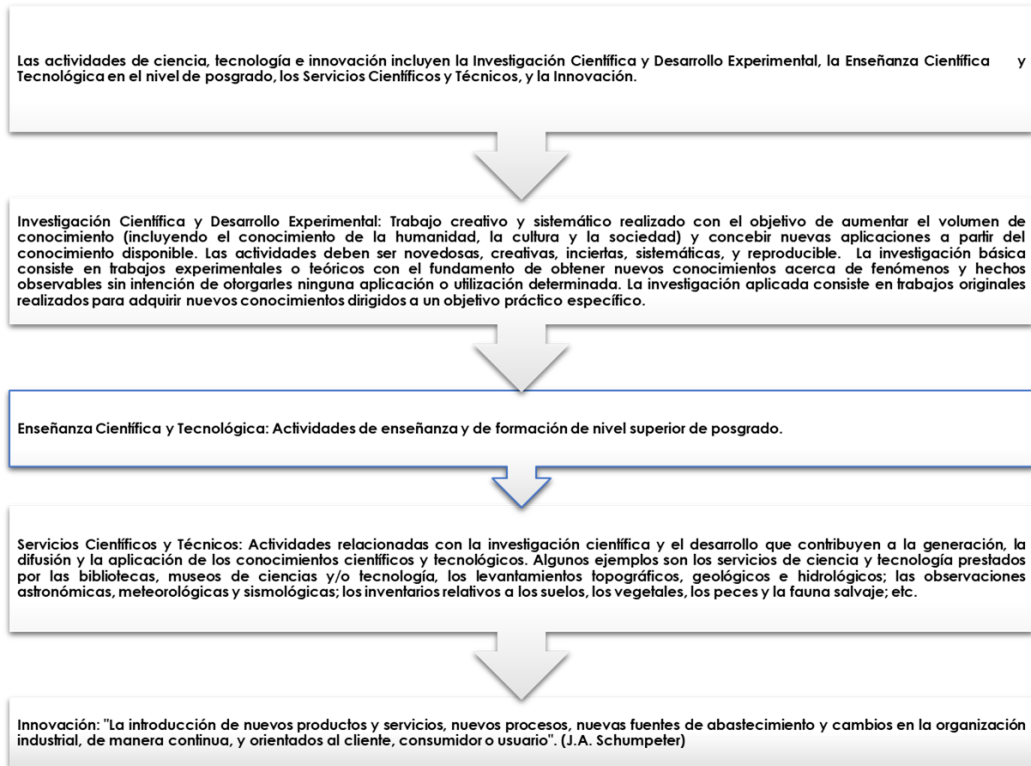 Las actividades de ciencia, tecnología e innovación incluyen la Investigación Científica y Desarrollo Experimental, la Enseñanza Científica y
Tecnológica en el nivel de posgrado, los Servicios Científicos y Técnicos, y la Innovación.
Investigación Científica y Desarrollo Experimental: Trabajo creativo y sistemático realizado con el objetivo de aumentar el volumen de
conocimiento (incluyendo el conocimiento de la humanidad, la cultura y la sociedad) y concebir nuevas aplicaciones a partir del
conocimiento disponible. Las actividades deben ser novedosas, creativas, inciertas, sistemáticas, y reproducible. La investigación básica
consiste en trabajos experimentales o teóricos con el fundamento de obtener nuevos conocimientos acerca de fenómenos y hechos
observables sin intención de otorgarles ninguna aplicación o utilización determinada. La investigación aplicada consiste en trabajos originales
realizados para adquirir nuevos conocimientos dirigidos a un objetivo práctico específico.
Enseñanza Científica y Tecnológica: Actividades de enseñanza y de formación de nivel superior de posgrado.
Servicios Científicos y Técnicos: Actividades relacionadas con la investigación científica y el desarrollo que contribuyen a la generación, la
difusión y la aplicación de los conocimientos científicos y tecnológicos. Algunos ejemplos son los servicios de ciencia y tecnología prestados
por las bibliotecas, museos de ciencias y/o tecnología, los levantamientos topográficos, geológicos e hidrológicos; las observaciones
astronómicas, meteorológicas y sismológicas; los inventarios relativos a los suelos, los vegetales, los peces y la fauna salvaje; etc.
Innovación: "La introducción de nuevos productos y servicios, nuevos procesos, nuevas fuentes de abastecimiento y cambios en la organización
industrial, de manera continua, y orientados al cliente, consumidor o usuario". (J.A. Schumpeter)